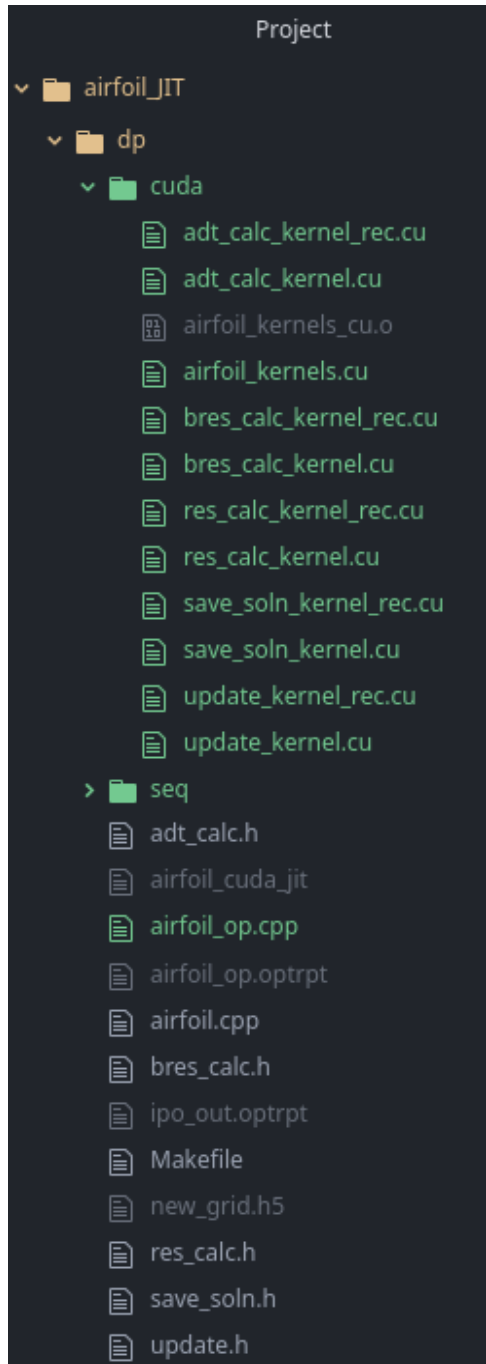 Project
airfoil_JIT
dp
cuda
adt_calc_kernel_rec.cu
adt_calc_kernel.cu
airfoil_kernels_cu.o
airfoil_kernels.cu
bres_calc_kernel_rec.cu
bres_calc_kernel.cu
res_calc_kernel_rec.cu
res_calc_kernel.cu
save_soln_kernel_rec.cu
save_soln_kernel.cu
update_kernel_rec.cu
update_kernel.cu
seq
adt_calc.h
airfoil_cuda_jit
airfoil_op.cpp
airfoil_op.optrpt
airfoil.cpp
bres_calc.h
ipo_out.optrpt
Makefile
new_grid.h5
res_calc.h
save_soln.h
update.h